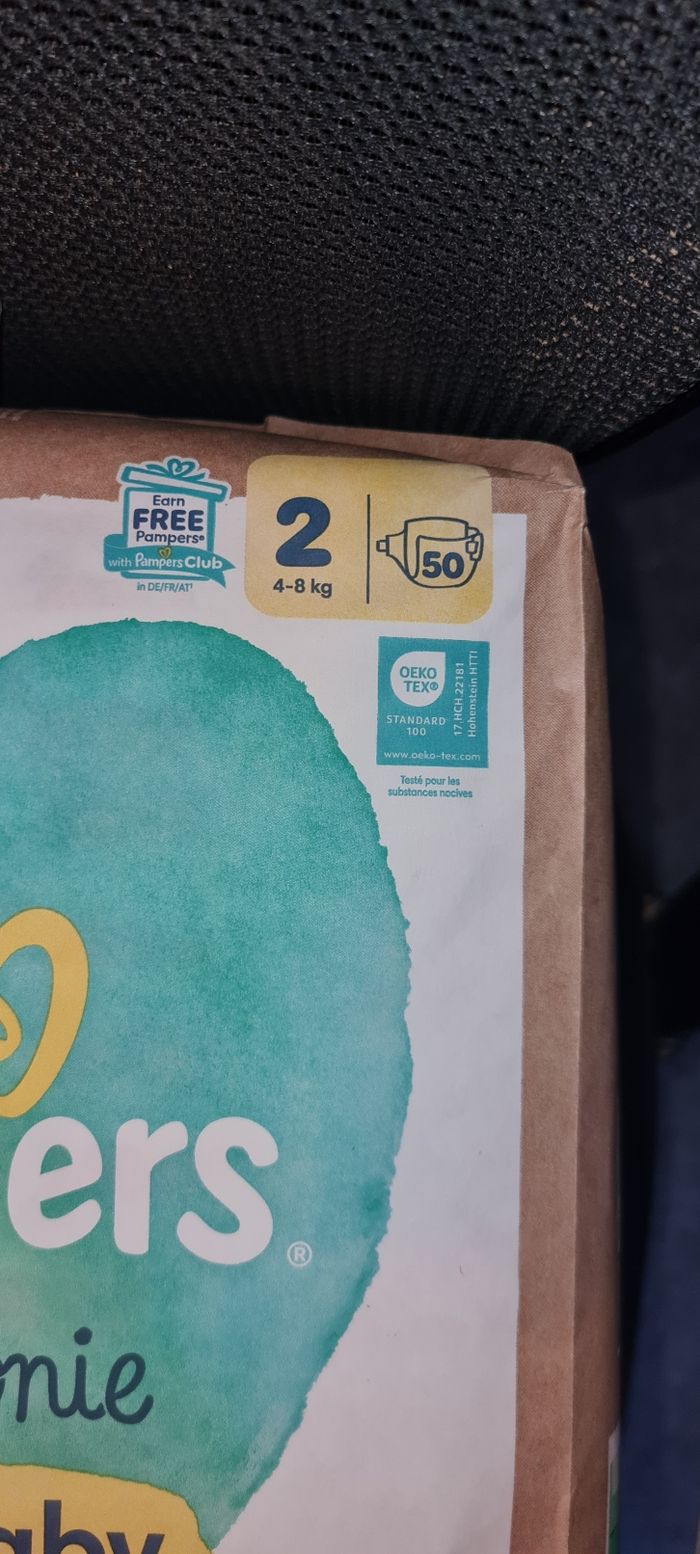 Earn
FREE
Pampers®
with Pampers Club
in DE/FR/AT¹
2
4-8 kg
50
OEKO
TEX®
STANDARD
100
17.HCH.22181
Hohenstein HTTI
www.oeko-tex.com
Testé pour les
substances nocives
ers®
nie
aby